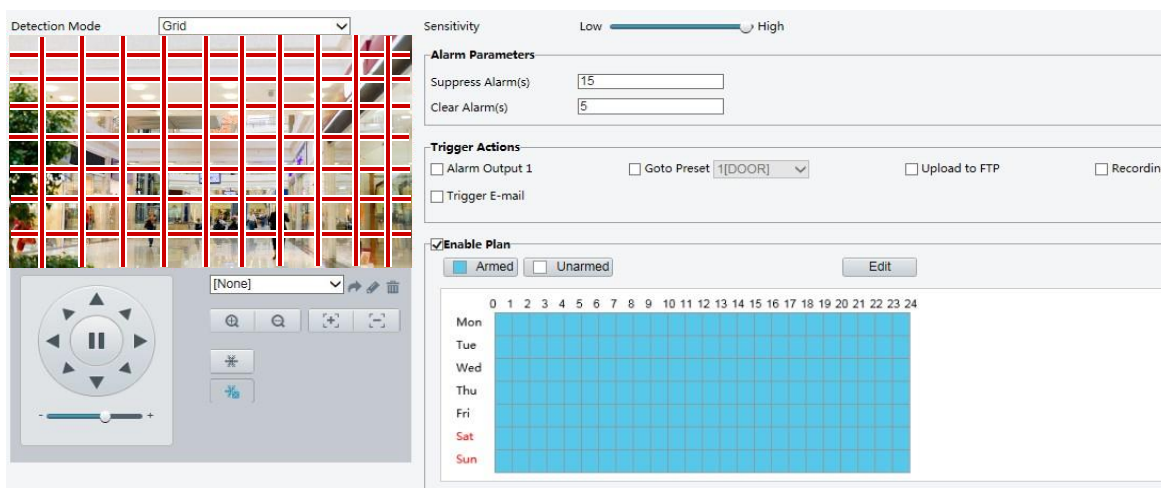 Detection Mode Grid
Sensitivity Low High
Alarm Parameters
Suppress Alarm(s) 15
Clear Alarm(s) 5
Trigger Actions
Alarm Output 1 Goto Preset 1[DOOR] Upload to FTP Recordin
Trigger E-mail
Enable Plan
Armed Unarmed Edit
[None]
0 1 2 3 4 5 6 7 8 9 10 11 12 13 14 15 16 17 18 19 20 21 22 23 24
Mon
Tue
Wed
Thu
Fri
Sat
Sun
- +